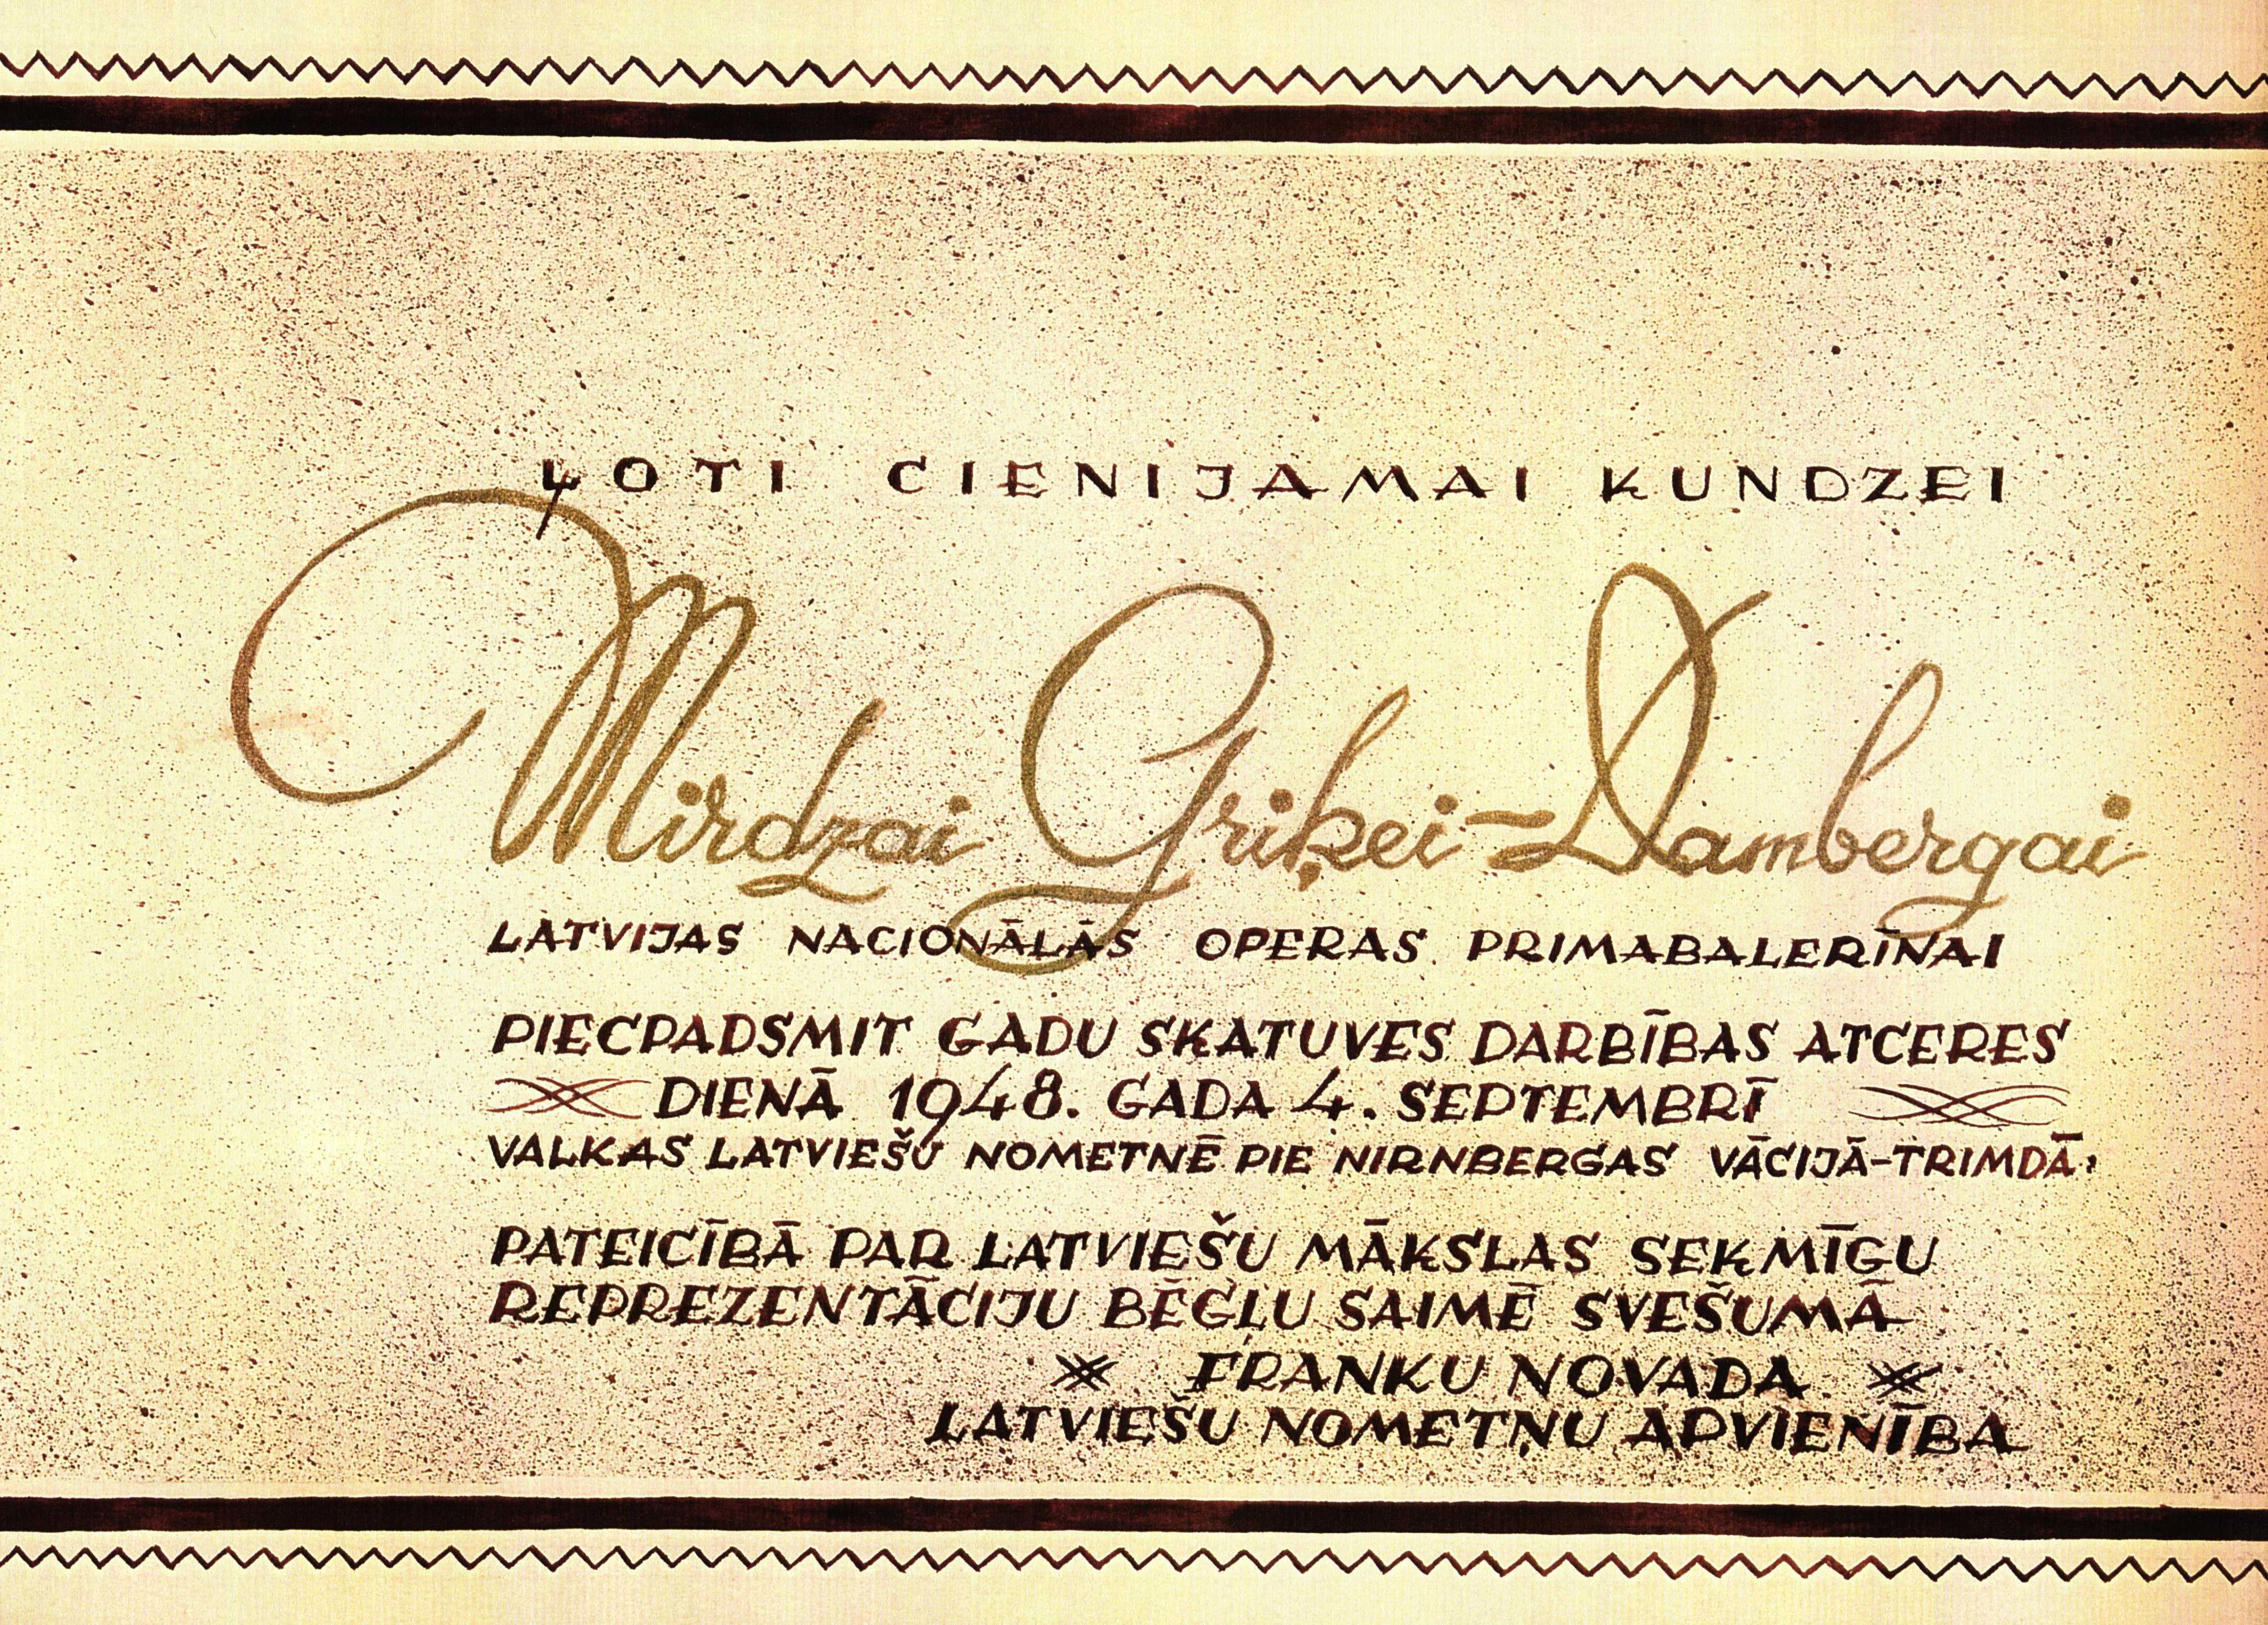 ĻOTI CIENIJAMAI KUNDZEI
Mirdzai Griķei-Dambergai
LATVIJAS NACIONĀLĀS OPERAS PRIMABALERĪNAI
PIECPADSMIT GADU SKATUVES DARBĪBAS ATCERES
DIENĀ 1948. GADA 4. SEPTEMBRĪ
VALKAS LATVIEŠU NOMETNĒ PIE NIRNBERGAS VĀCIJĀ-TRIMDĀ,
PATEICĪBĀ PAR LATVIEŠU MĀKSLAS SEKMĪGU
REPREZENTĀCIJU BĒGĻU SAIMĒ SVEŠUMĀ
FRANKU NOVADA
LATVIEŠU NOMETŅU APVIENĪBA